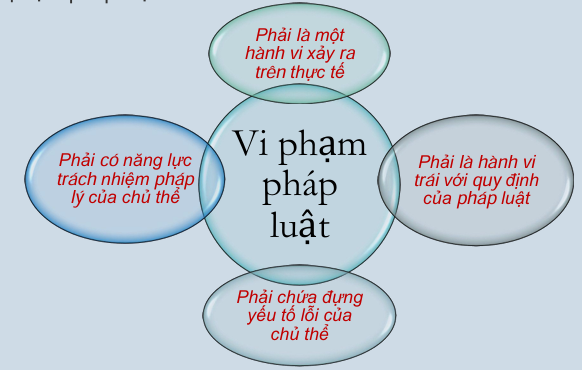 Phải là một
hành vi xảy ra
trên thực tế
Vi phạm
pháp
luật
Phải có năng lực
trách nhiệm pháp
lý của chủ thể
Phải là hành vi
trái với quy định
của pháp luật
Phải chứa đựng
yếu tố lỗi của
chủ thể